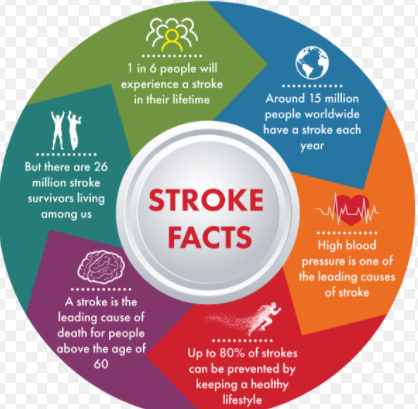 1 in 6 people will
experience a stroke
in their lifetime
Around 15 million
people worldwide
have a stroke each
year
High blood
pressure is one of
the leading causes
of stroke
Up to 80% of strokes
can be prevented by
keeping a healthy
lifestyle
A stroke is the
leading cause of
death for people
above the age of
60
But there are 26
million stroke
survivors living
among us
STROKE
FACTS